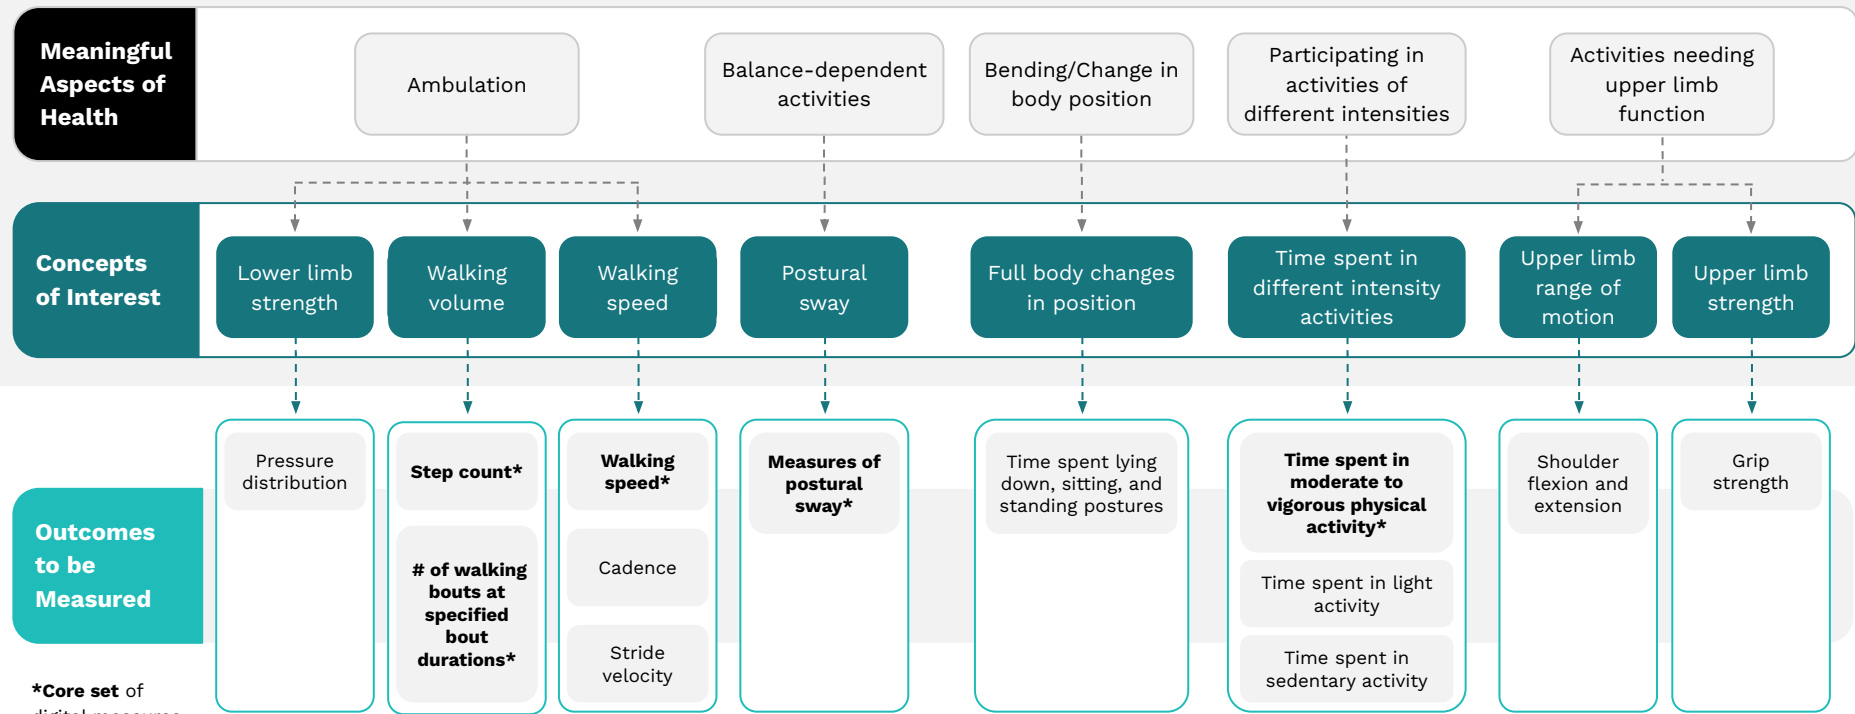 Meaningful
Aspects of
Health
Ambulation
Balance-dependent
activities
Bending/Change in
body position
Participating in
activities of
different intensities
Activities needing
upper limb
function
Concepts
of Interest
Lower limb
strength
Walking
volume
Walking
speed
Postural
sway
Full body changes
in position
Time spent in
different intensity
activities
Upper limb
range of
motion
Upper limb
strength
Outcomes
to be
Measured
Pressure
distribution
Step count*
# of walking
bouts at
specified
bout
durations*
Walking
speed*
Cadence
Stride
velocity
Measures of
postural
sway*
Time spent lying
down, sitting, and
standing postures
Time spent in
moderate to
vigorous physical
activity*
Time spent in light
activity
Time spent in
sedentary activity
Shoulder
flexion and
extension
Grip
strength
*Core set of
digital measures